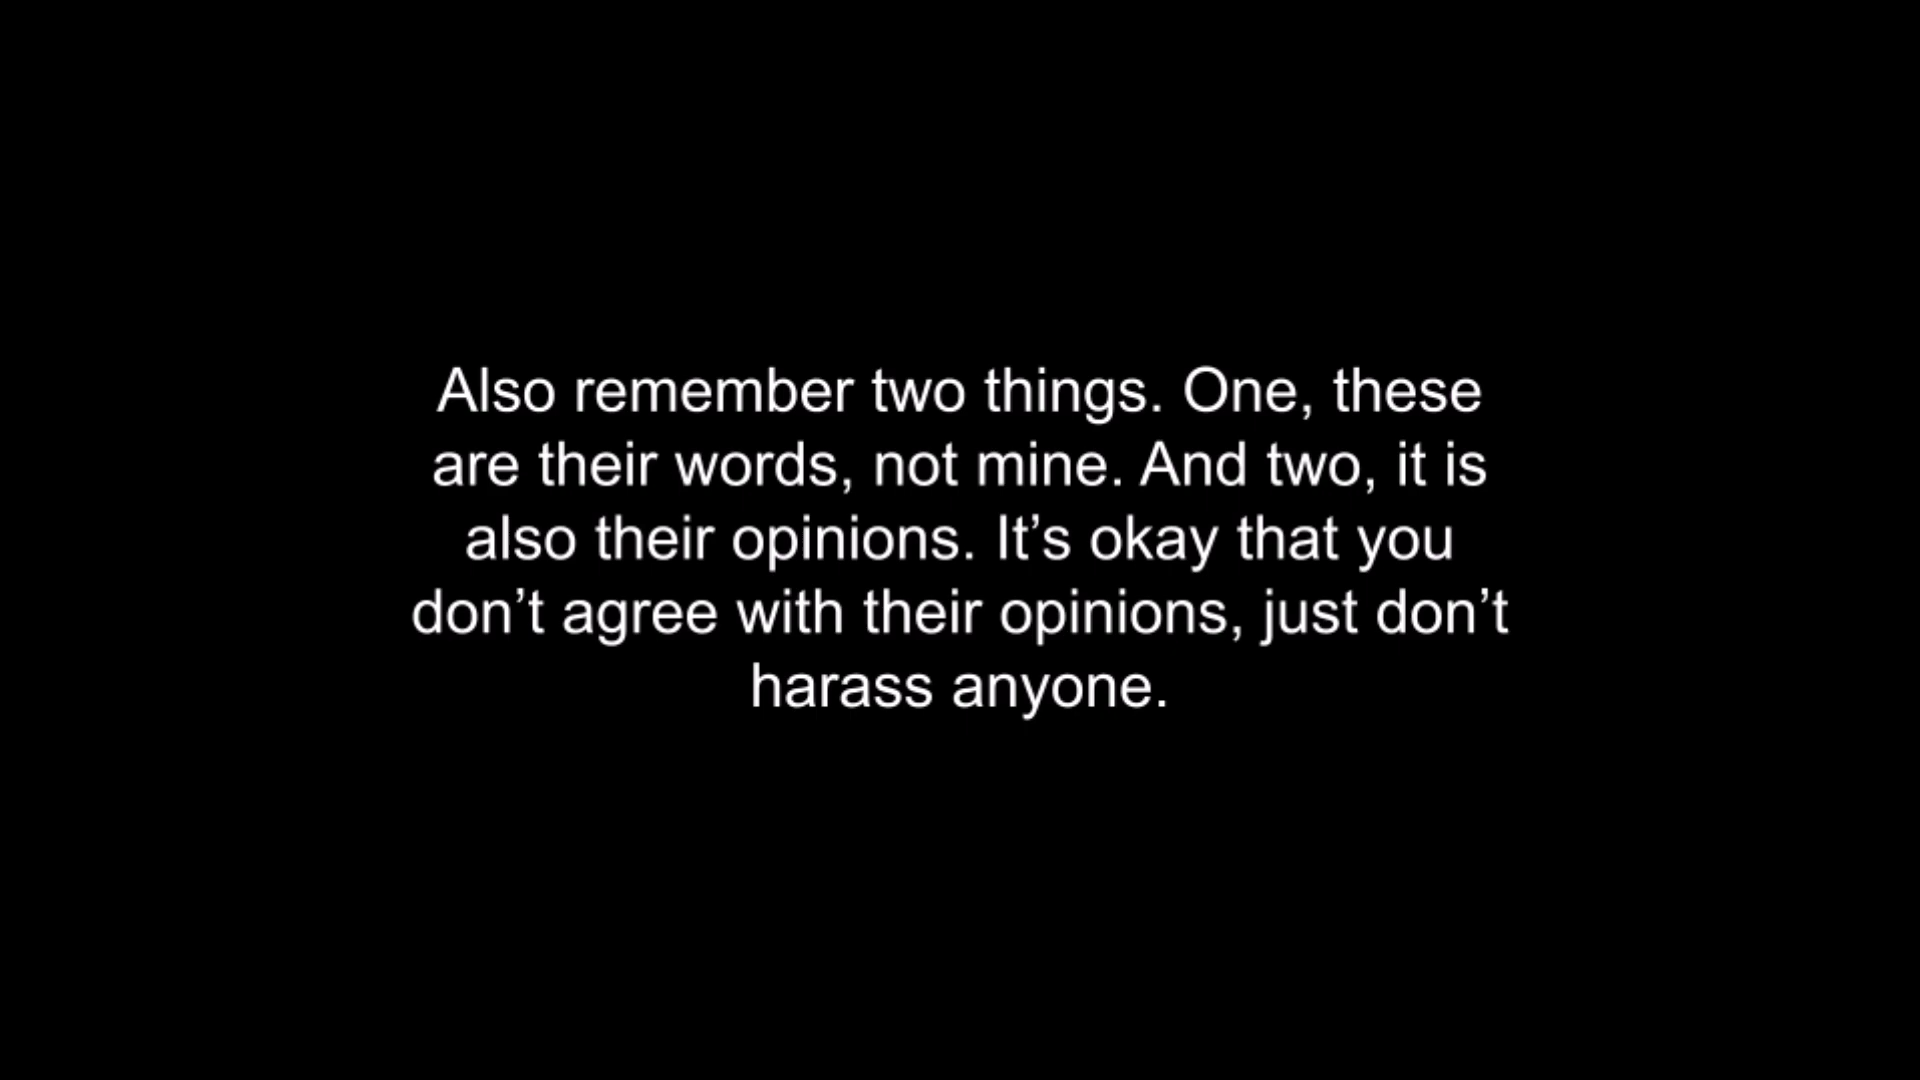 Also remember two things. One, these
are their words, not mine. And two, it is
also their opinions. It’s okay that you
don’t agree with their opinions, just don’t
harass anyone.